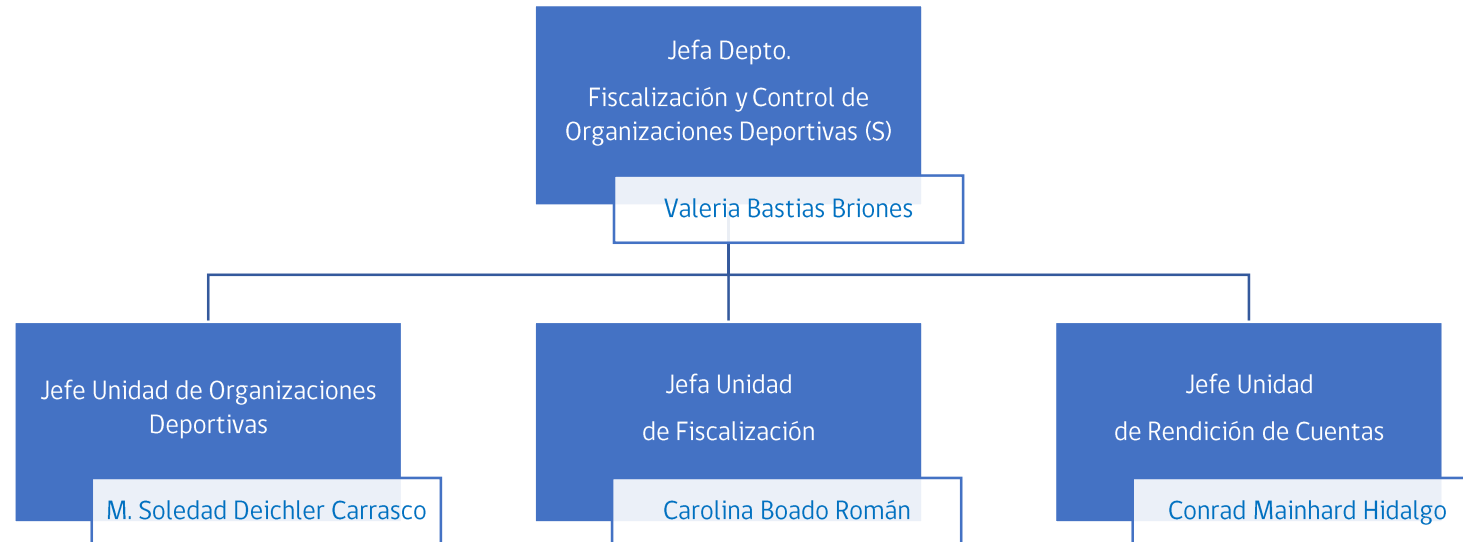 Jefa Depto.
Fiscalización y Control de
Organizaciones Deportivas (S)
Valeria Bastias Briones
Jefe Unidad de Organizaciones
Deportivas
M. Soledad Deichler Carrasco
Jefa Unidad
de Fiscalización
Carolina Boado Román
Jefe Unidad
de Rendición de Cuentas
Conrad Mainhard Hidalgo